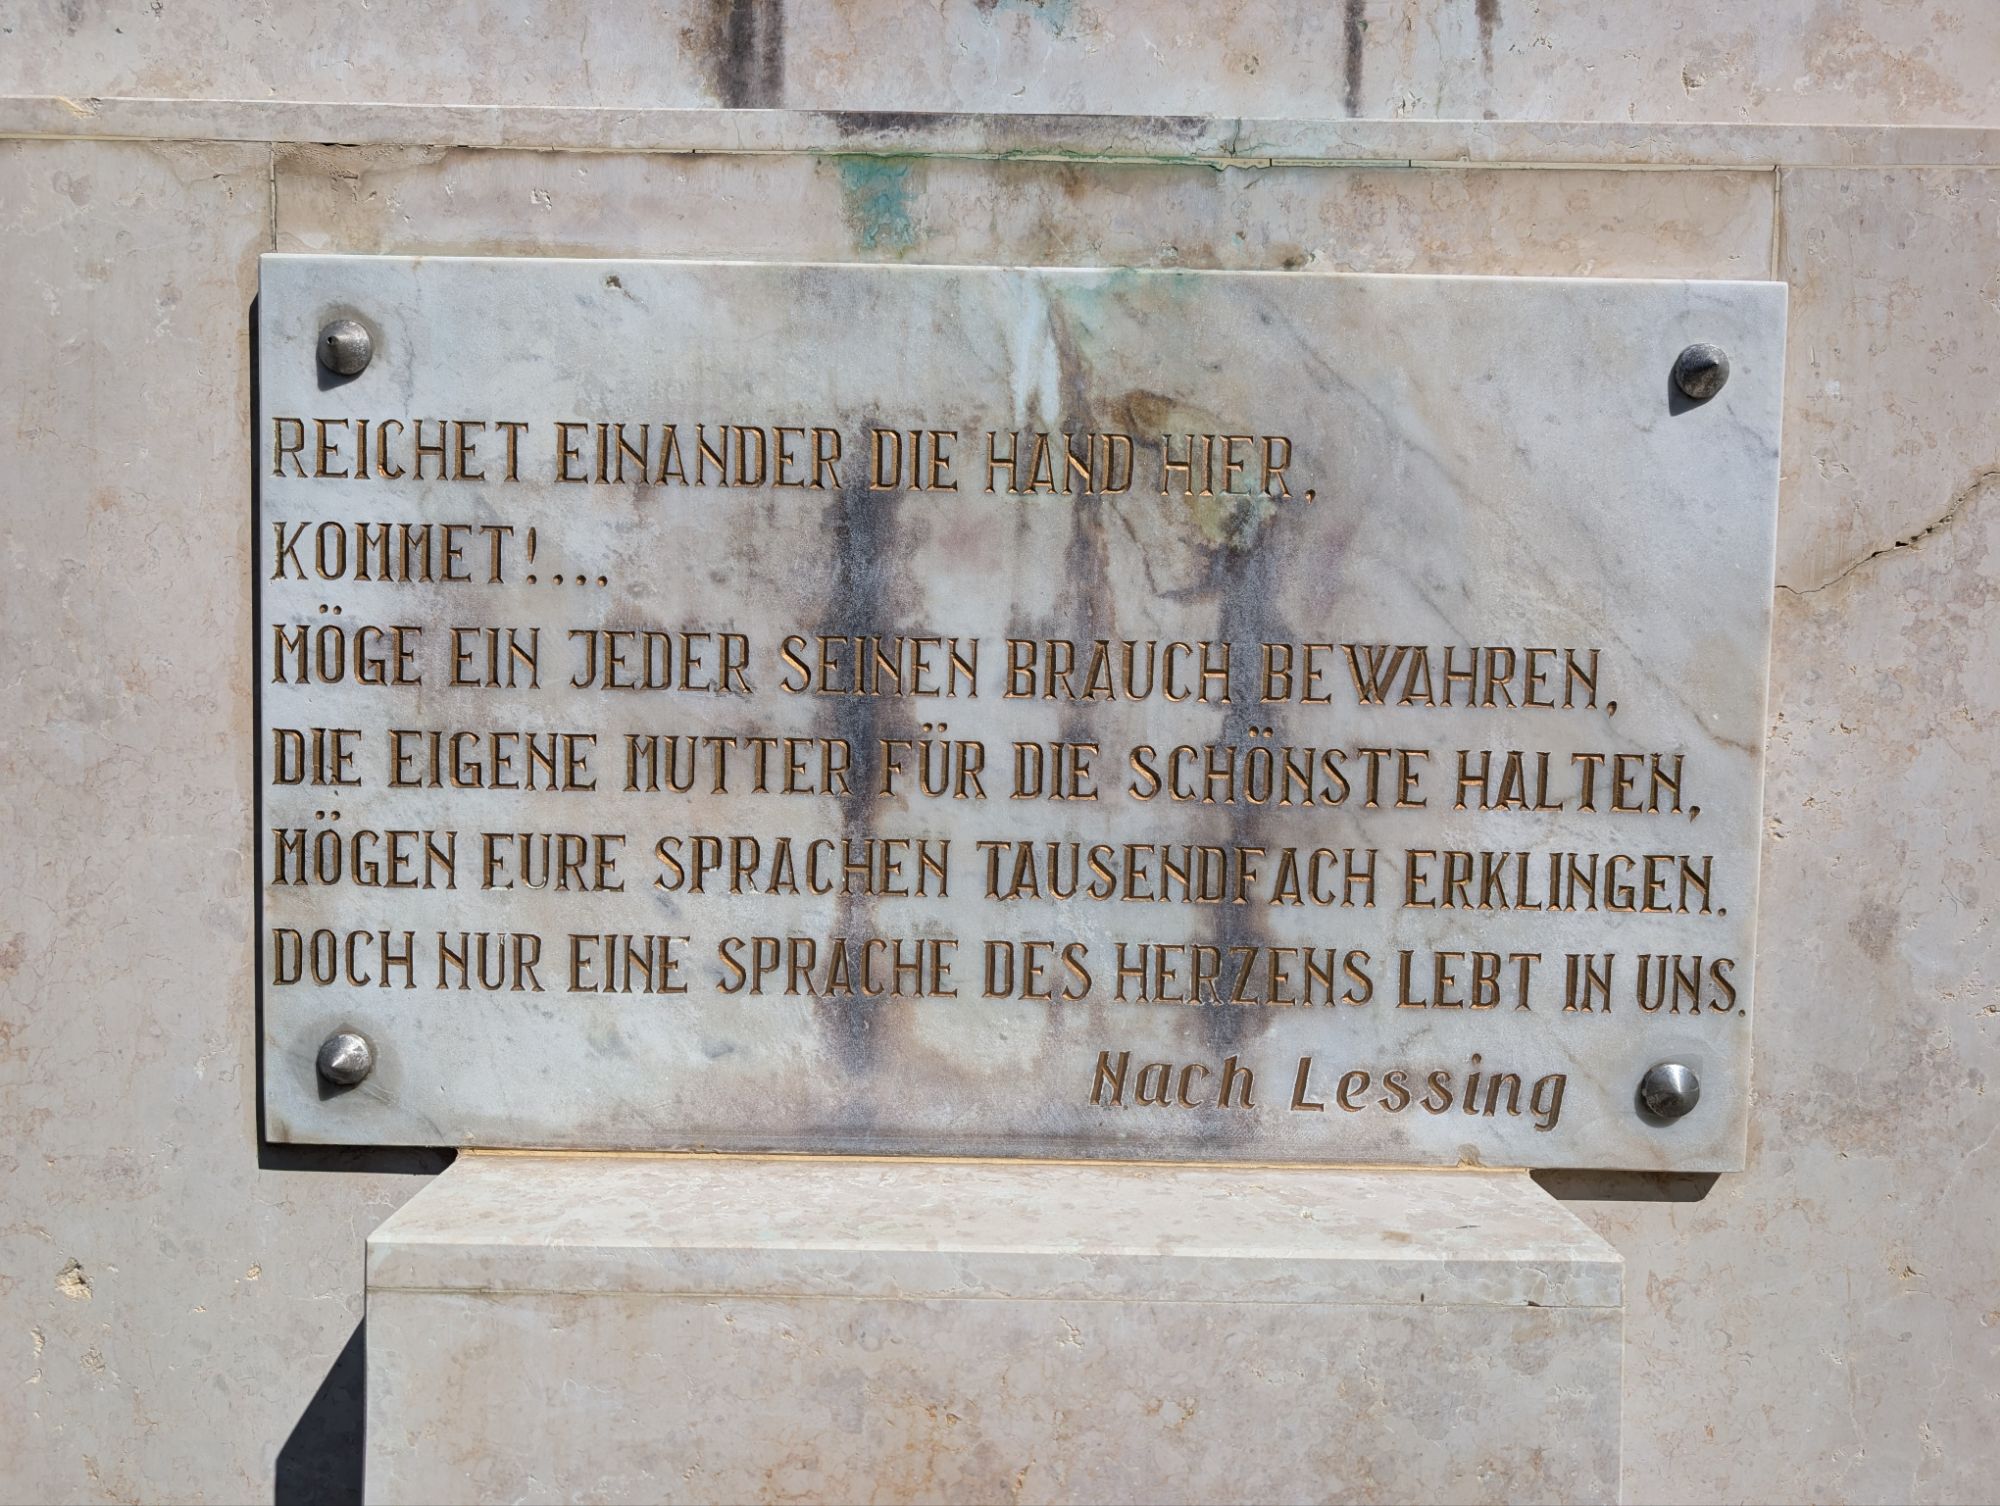 REICHET EINANDER DIE HAND HIER,
KOMMET!....
MÖGE EIN JEDER SEINEN BRAUCH BEWAHREN,
DIE EIGENE MUTTER FÜR DIE SCHÖNSTE HALTEN,
MÖGEN EURE SPRACHEN TAUSENDFACH ERKLINGEN.
DOCH NUR EINE SPRACHE DES HERZENS LEBT IN UNS.
Nach Lessing